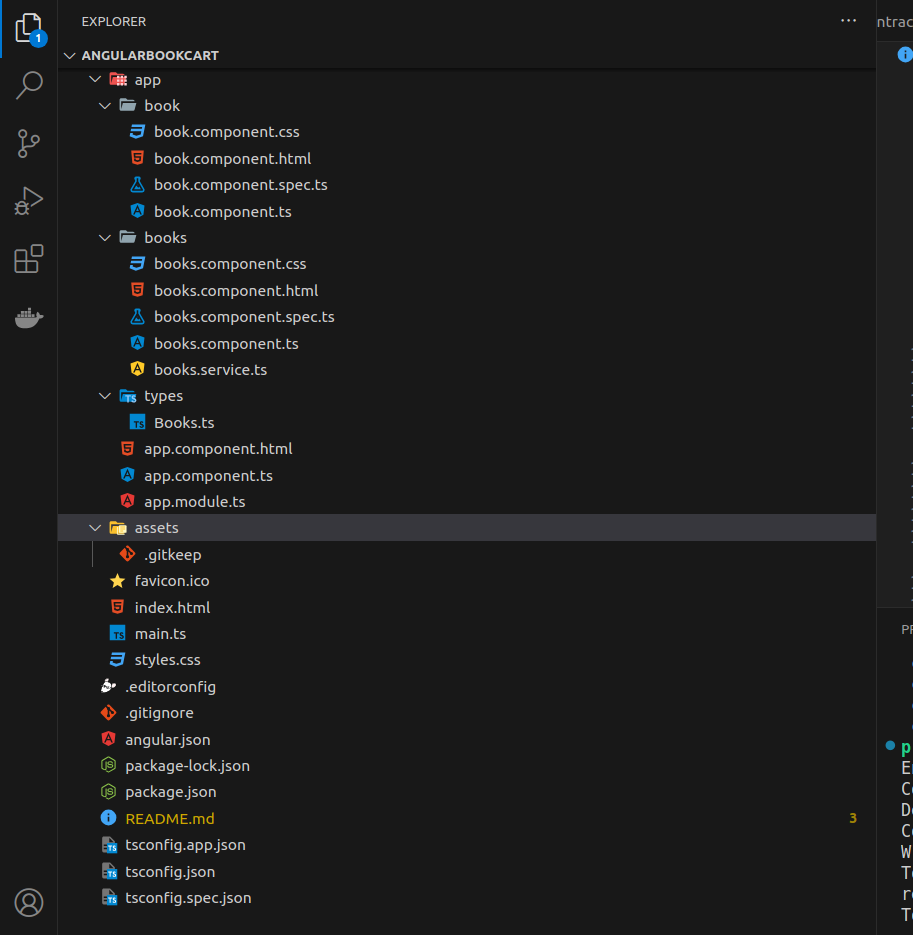 EXPLORER
ntrac
1
ANGULARBOOKCART
app
book
book.component.css
book.component.html
book.component.spec.ts
book.component.ts
books
books.component.css
books.component.html
books.component.spec.ts
books.component.ts
books.service.ts
types
Books.ts
app.component.html
app.component.ts
app.module.ts
assets
.gitkeep
favicon.ico
index.html
main.ts
styles.css
.editorconfig
.gitignore
angular.json
package-lock.json
package.json
README.md 3
tsconfig.app.json
tsconfig.json
tsconfig.spec.json